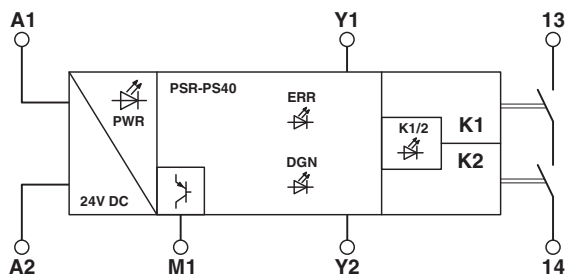 A1
Y1
13
PSR-PS40
PWR
ERR
K1/2
K1
K2
DGN
24V DC
A2
M1
Y2
14